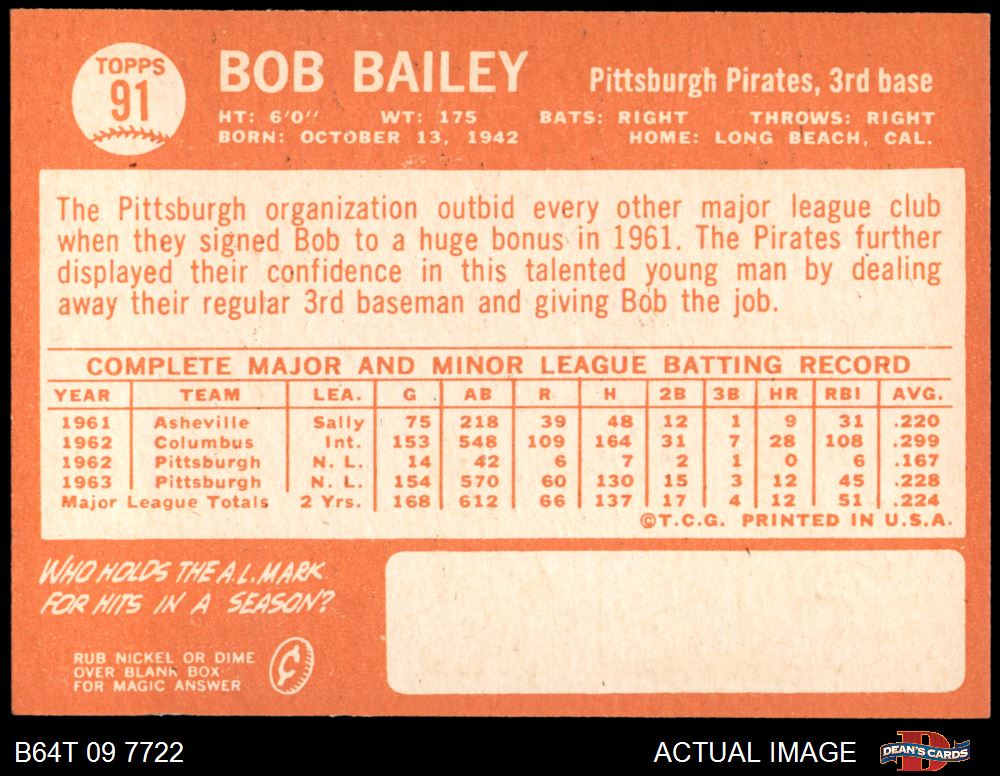 TOPPS
91
BOB BAILEY
Pittsburgh Pirates, 3rd base
HT: 6'0" WT: 175 BATS: RIGHT THROWS: RIGHT
BORN: OCTOBER 13, 1942 HOME: LONG BEACH, CAL.
The Pittsburgh organization outbid every other major league club
when they signed Bob to a huge bonus in 1961. The Pirates further
displayed their confidence in this talented young man by dealing
away their regular 3rd baseman and giving Bob the job.
COMPLETE MAJOR AND MINOR LEAGUE BATTING RECORD
YEAR TEAM LEA. G AB R H 2B 3B HR RBI AVG.
1961 Asheville Sally 75 218 39 48 12 1 9 31 .220
1962 Columbus Int. 153 548 109 164 31 7 28 108 .299
1962 Pittsburgh N. L. 14 42 6 7 2 1 0 6 .167
1963 Pittsburgh N. L. 154 570 60 130 15 3 12 45 .228
Major League Totals 2 Yrs. 168 612 66 137 17 4 12 51 .224
©T.C.G. PRINTED IN U.S.A.
WHO HOLDS THE A.L. MARK
FOR HITS IN A SEASON?
RUB NICKEL OR DIME
OVER BLANK BOX
FOR MAGIC ANSWER
B64T 09 7722
ACTUAL IMAGE
DEAN'S CARDS